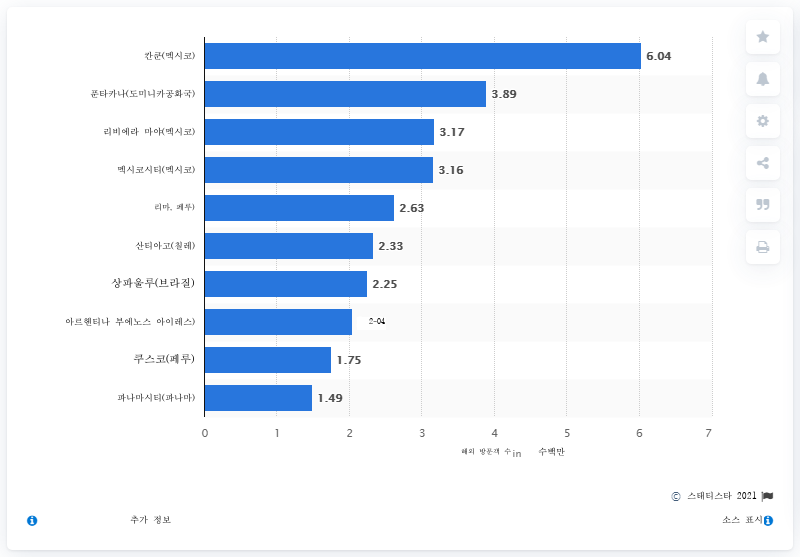 칸쿤(멕시코) 6.04
푼타카나(도미니카공화국) 3.89
리비에라 마야(멕시코) 3.17
멕시코시티(멕시코) 3.16
리마, 페루) 2.63
산티아고(칠레) 2.33
상파울루(브라질) 2.25
아르헨티나 부에노스 아이레스) 2-04
쿠스코(페루) 1.75
파나마시티(파나마) 1.49
0 1 2 3 4 5 6 7
해외 방문객 수 in 수백만
© 스태티스타 2021
추가 정보 소스 표시